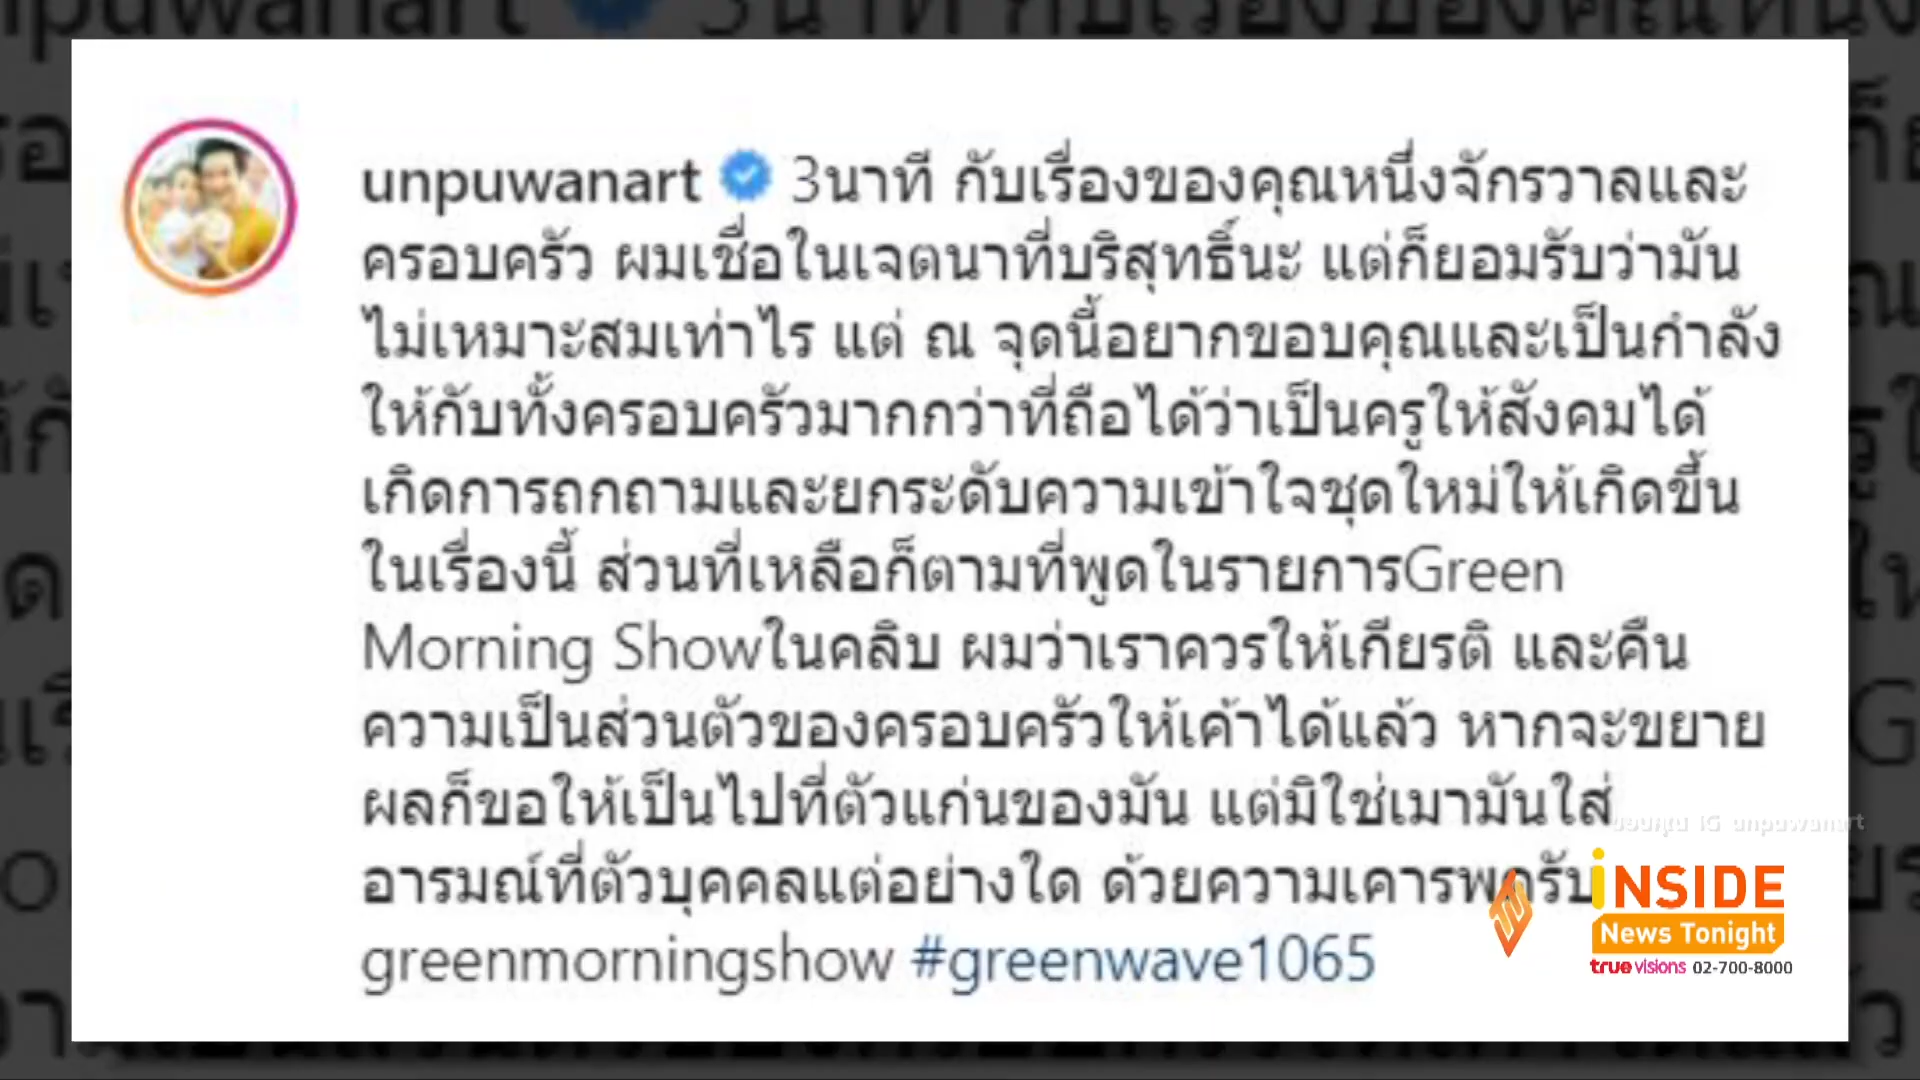 unpuwanart 3นาที กับเรื่องของคุณหนึ่งจักรวาลและ
ครอบครัว ผมเชื่อในเจตนาที่บริสุทธิ์นะ แต่ก็ยอมรับว่ามัน
ไม่เหมาะสมเท่าไร แต่ ณ จุดนี้อยากขอบคุณและเป็นกำลัง
ให้กับทั้งครอบครัวมากกว่าที่ถือได้ว่าเป็นครูให้สังคมได้
เกิดการถกถามและยกระดับความเข้าใจชุดใหม่ให้เกิดขึ้น
ในเรื่องนี้ ส่วนที่เหลือก็ตามที่พูดในรายการGreen
Morning Showในคลิป ผมว่าเราควรให้เกียรติ และคืน
ความเป็นส่วนตัวของครอบครัวให้เค้าได้แล้ว หากจะขยาย
ผลก็ขอให้เป็นไปที่ตัวแก่นของมัน แต่มิใช่เมามันใส่
อารมณ์ที่ตัวบุคคลแต่อย่างใด ด้วยความเคารพครับ
greenmorningshow #greenwave1065
ขอบคุณ IG unpuwanart
iNSIDE
News Tonight
truevisions 02-700-8000